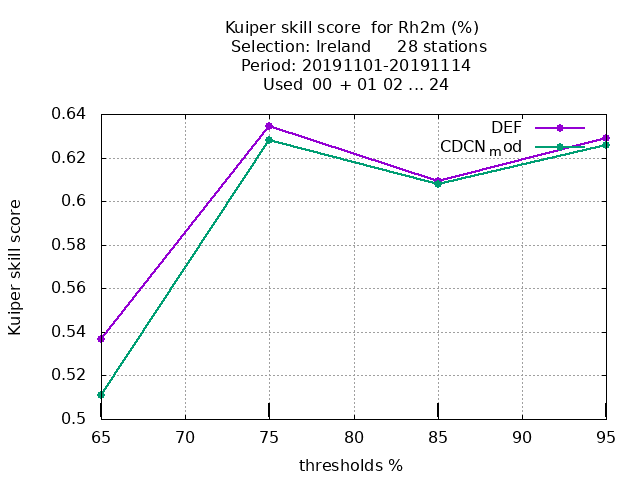 Kuiper skill score for Rh2m (%)
Selection: Ireland 28 stations
Period: 20191101-20191114
Used 00 + 01 02 ... 24
DEF
CDCN mod
0.64
0.62
0.6
0.58
0.56
0.54
0.52
0.5
Kuiper skill score
65 70 75 80 85 90 95
thresholds %